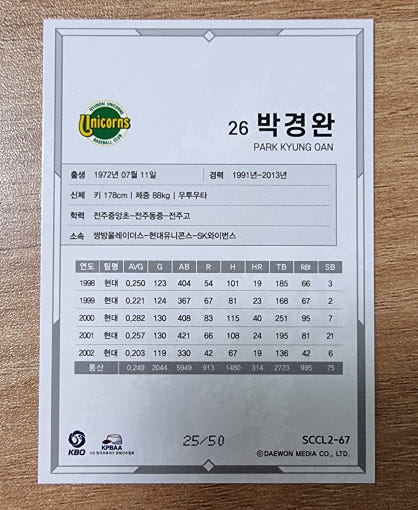 HYUNDAI UNICORNS
Unicorns
BASEBALL CLUB
26 박경완
PARK KYUNG OAN
출생 1972년 07월 11일 경력 1991년-2013년
신체 키 178cm | 체중 88kg | 우투우타
학력 전주중앙초-전주동중-전주고
소속 쌍방울레이더스-현대유니콘스-SK와이번스
연도 팀명 AVG G AB R H HR TB RBI SB
1998 현대 0,250 123 404 54 101 19 185 66 3
1999 현대 0,221 124 367 67 81 23 168 67 2
2000 현대 0,282 130 408 83 115 40 251 95 7
2001 현대 0,257 130 421 66 108 24 195 81 21
2002 현대 0,203 119 330 42 67 19 136 42 6
통산 0,249 2044 5949 913 1480 314 2723 995 75
25/50
SCCL2-67
KBO
KPBAA
ⓒDAEWON MEDIA CO., LTD.